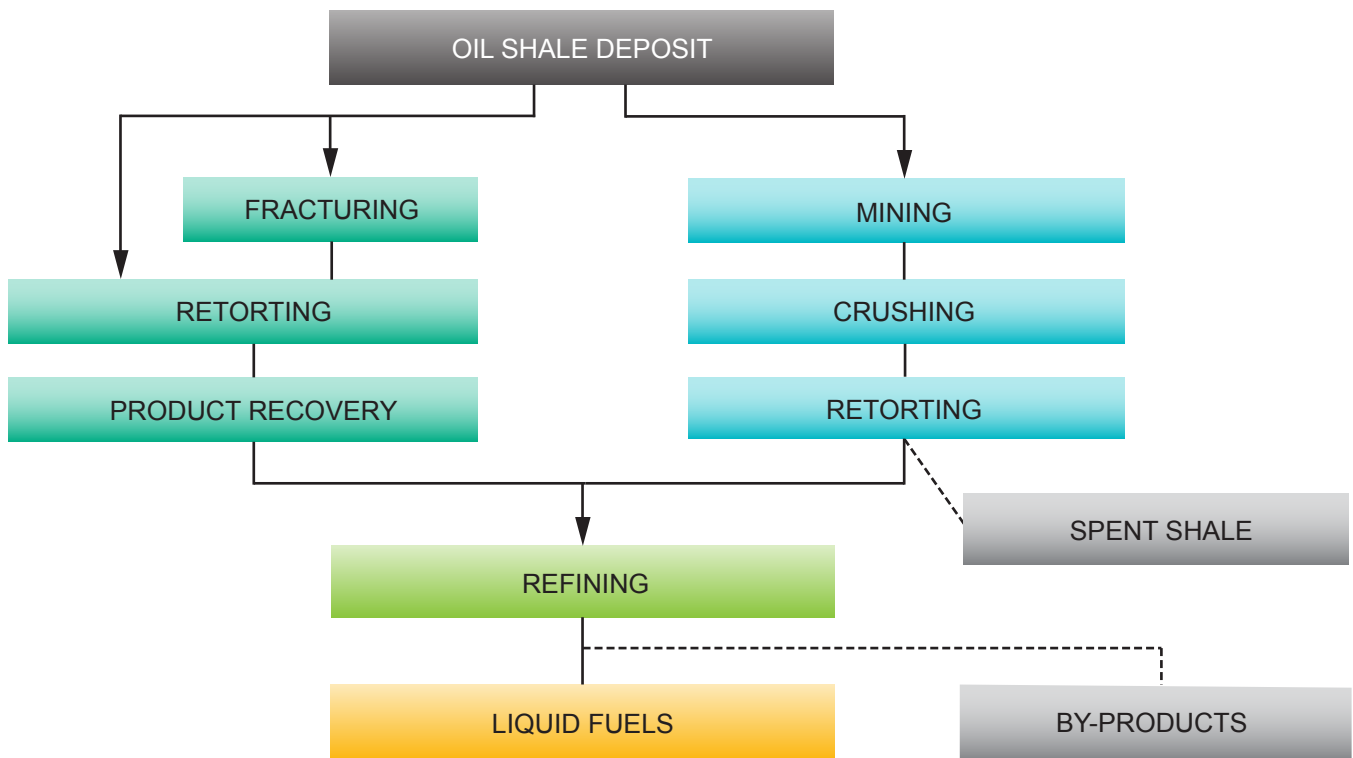 OIL SHALE DEPOSIT
FRACTURING
MINING
RETORTING
CRUSHING
PRODUCT RECOVERY
RETORTING
SPENT SHALE
REFINING
LIQUID FUELS
BY-PRODUCTS